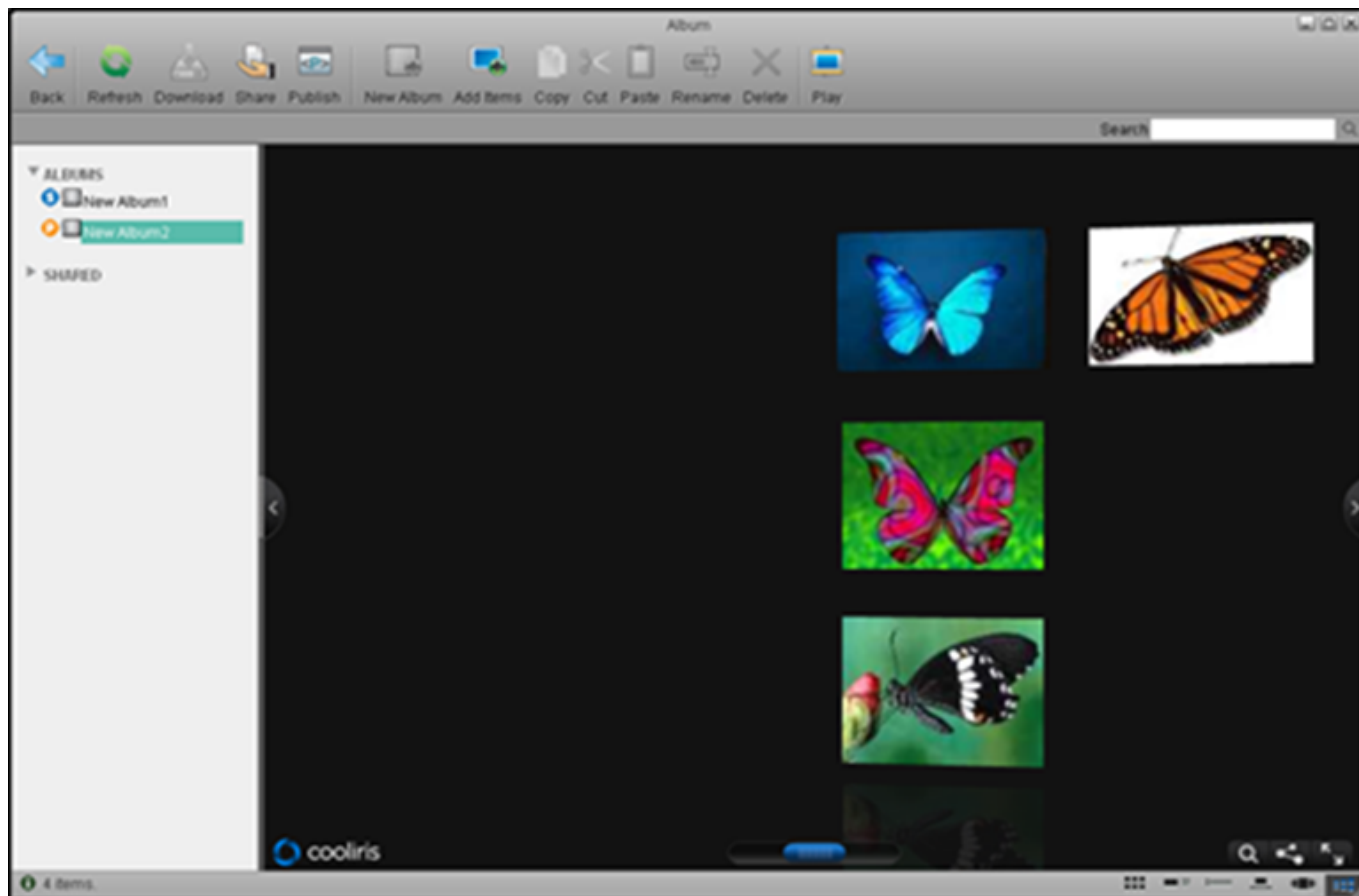 Album
Back Refresh Download Share Publish New Album Add Items Copy Cut Paste Rename Delete Play
Search
ALBUMS
New Album1
New Album2
SHARED
cooliris
4 items.